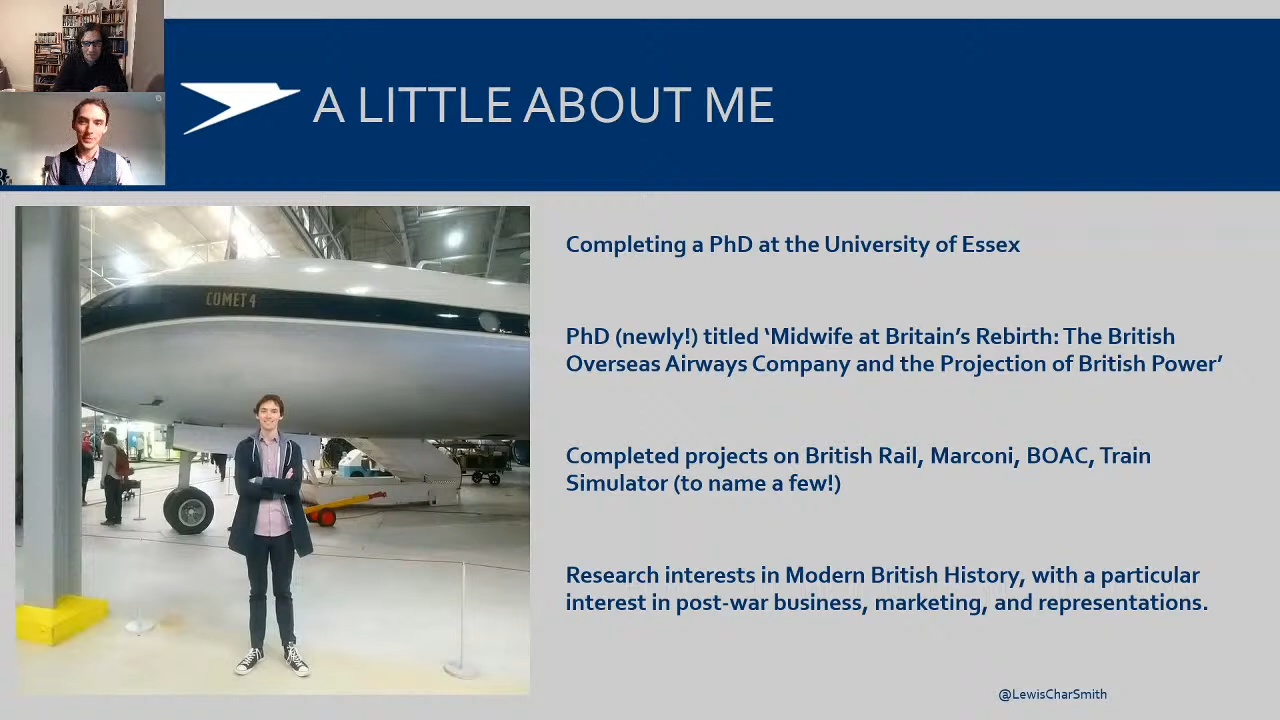 A LITTLE ABOUT ME
COMET 4
Completing a PhD at the University of Essex
PhD (newly!) titled ‘Midwife at Britain’s Rebirth: The British
Overseas Airways Company and the Projection of British Power’
Completed projects on British Rail, Marconi, BOAC, Train
Simulator (to name a few!)
Research interests in Modern British History, with a particular
interest in post-war business, marketing, and representations.
@LewisCharSmith